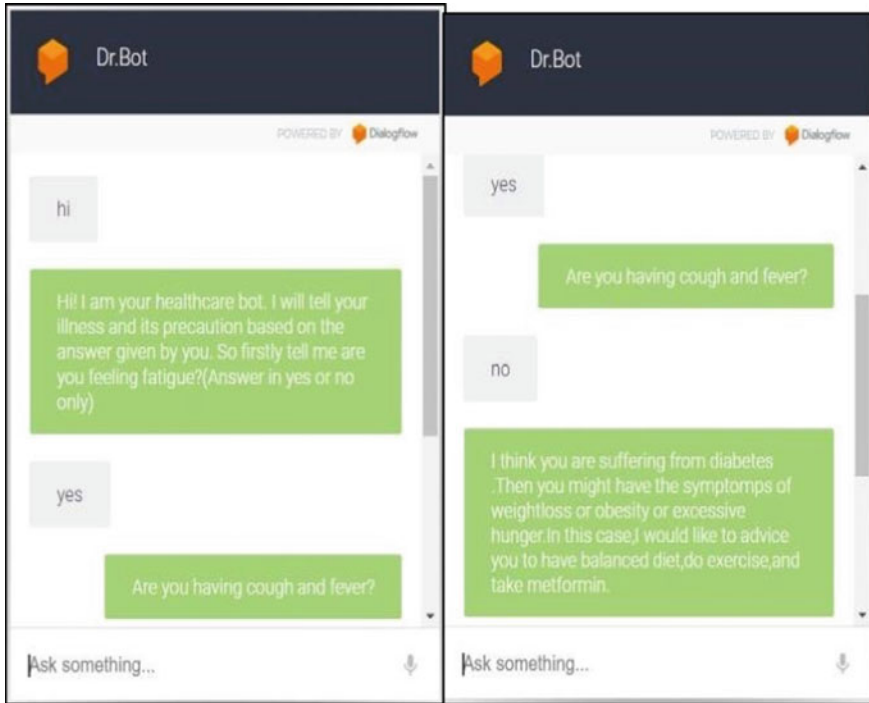 Dr.Bot
POWERED BY Dialogflow
hi
Hi! I am your healthcare bot. I will tell your
illness and its precaution based on the
answer given by you. So firstly tell me are
you feeling fatigue?(Answer in yes or no
only)
yes
Are you having cough and fever?
Ask something...
Dr.Bot
POWERED BY Dialogflow
yes
Are you having cough and fever?
no
I think you are suffering from diabetes
.Then you might have the symptomps of
weightloss or obesity or excessive
hunger.In this case,I would like to advice
you to have balanced diet,do exercise,and
take metformin.
Ask something...